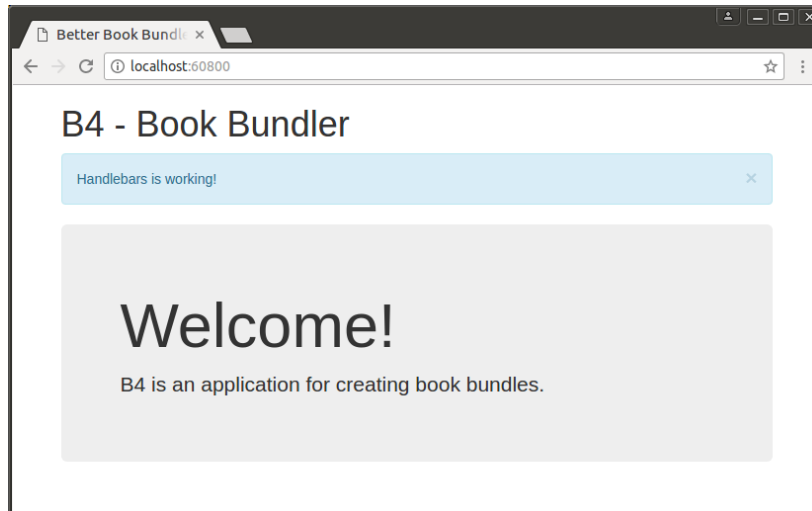 Better Book Bundle
localhost:60800
B4 - Book Bundler
Handlebars is working!
Welcome!
B4 is an application for creating book bundles.